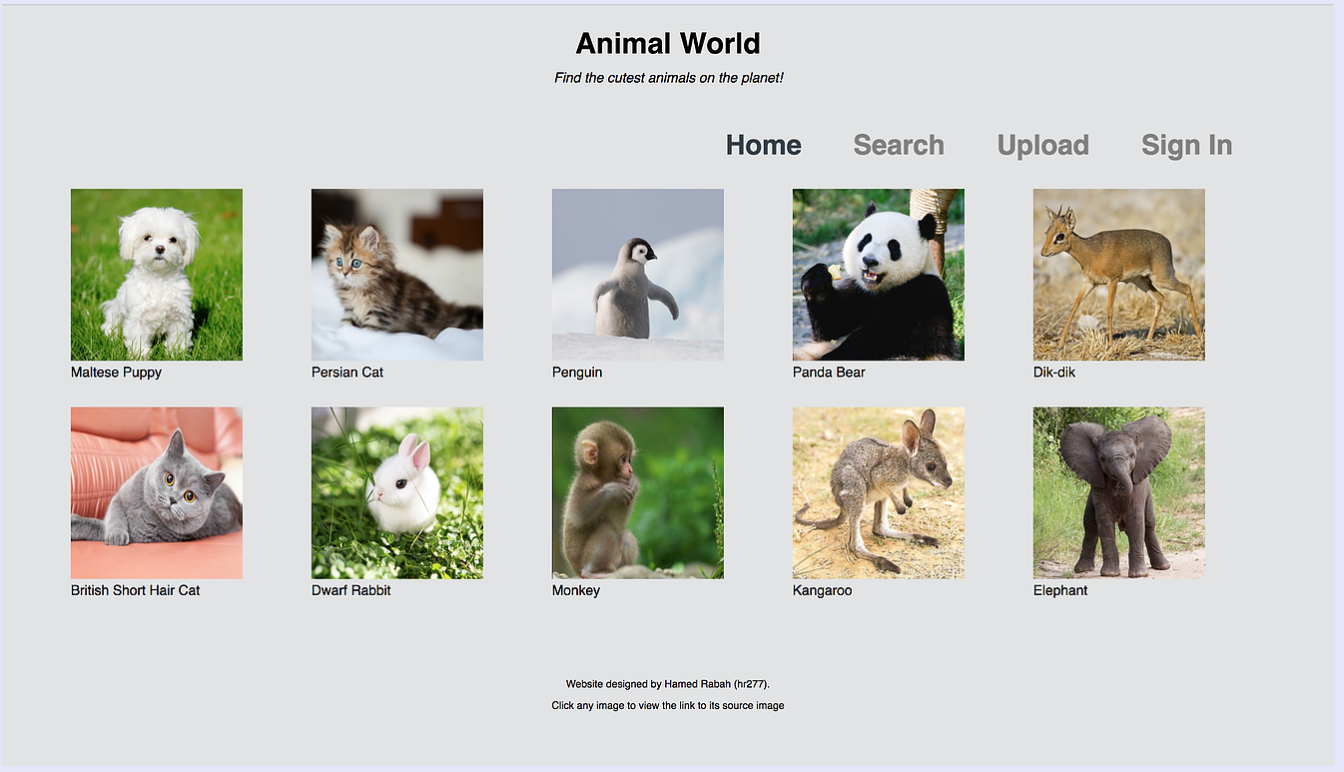 Animal World
Find the cutest animals on the planet!
Home Search Upload Sign In
Maltese Puppy Persian Cat Penguin Panda Bear Dik-dik
British Short Hair Cat Dwarf Rabbit Monkey Kangaroo Elephant
Website designed by Hamed Rabah (hr277).
Click any image to view the link to its source image